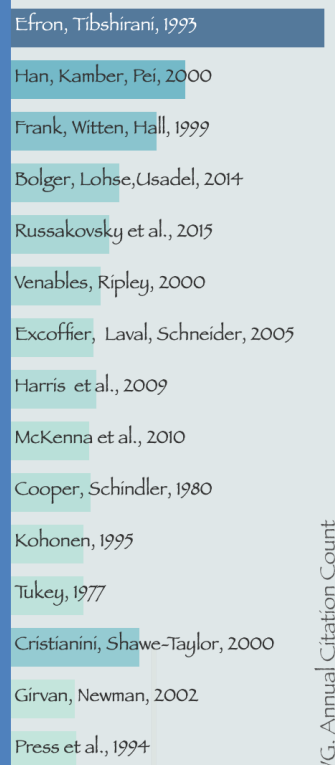 Efron, Tibshirani, 1993
Han, Kamber, Pei, 2000
Frank, Witten, Hall, 1999
Bolger, Lohse,Usadel, 2014
Russakovsky et al., 2015
Venables, Ripley, 2000
Excoffier, Laval, Schneider, 2005
Harris et al., 2009
McKenna et al., 2010
Cooper, Schindler, 1980
Kohonen, 1995
Tukey, 1977
Cristianini, Shawe-Taylor, 2000
Girvan, Newman, 2002
Press et al., 1994
Annual Citation Count